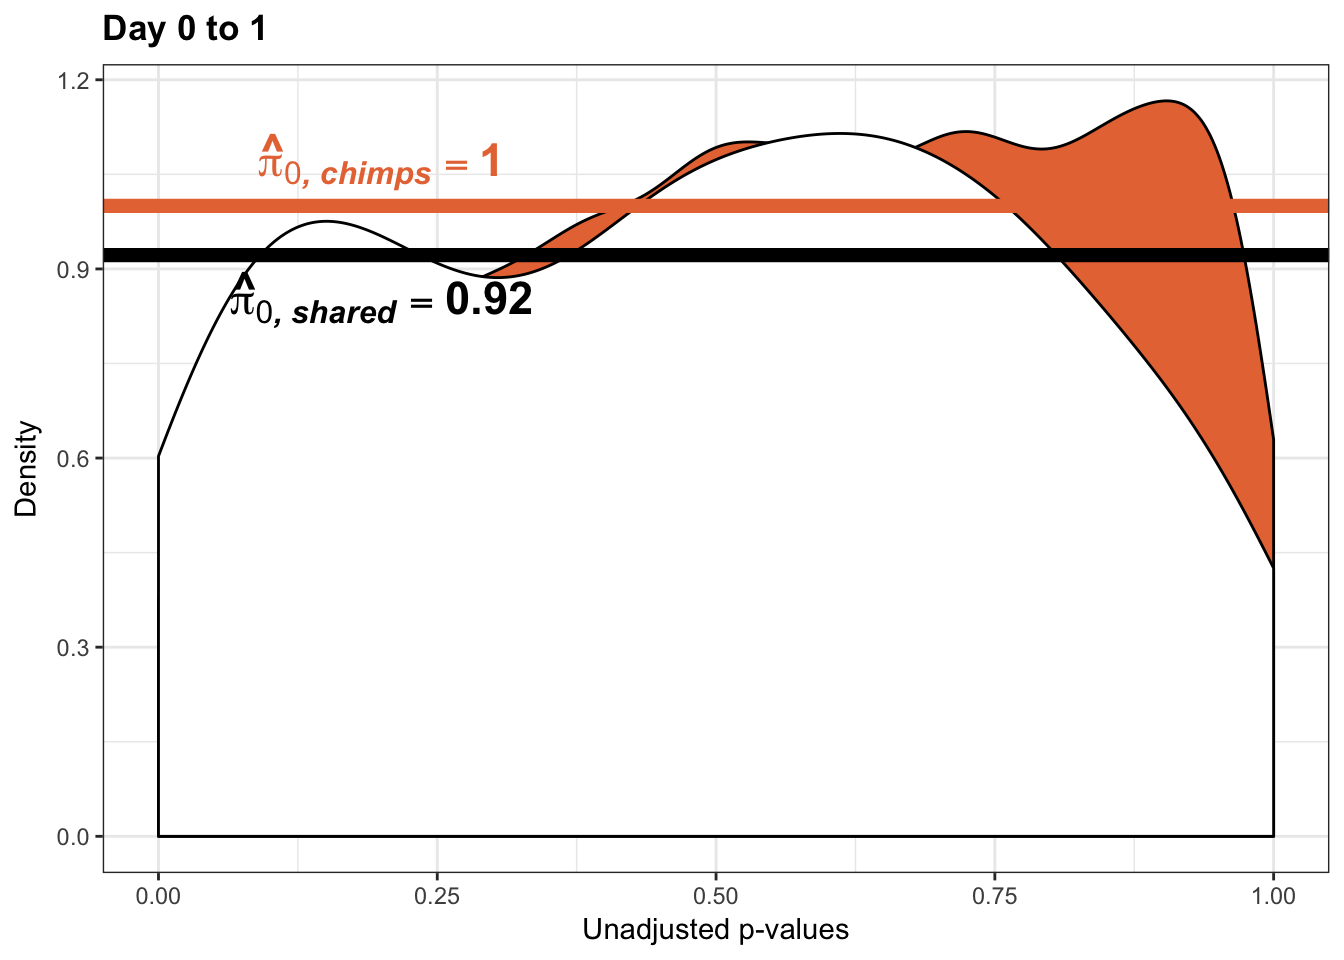 Day 0 to 1
1.2
0.9
0.6
0.3
0.0
Density
π̂0, chimps = 1
π̂0, shared = 0.92
0.00 0.25 0.50 0.75 1.00
Unadjusted p-values